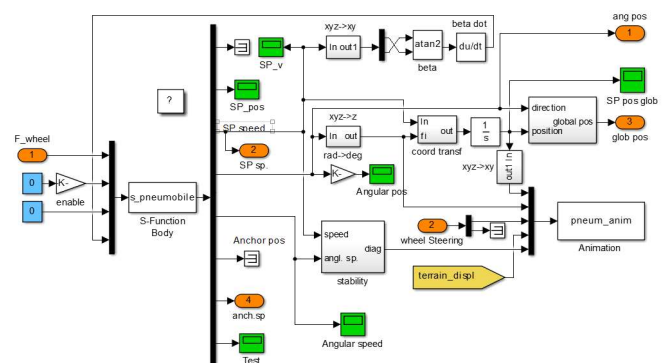 beta dot
ang pos
1
xyz->xy
In out1
atan2
beta
du/dt
SP_v
SP_pos
?
SP pos glob
xyz->z
In out
rad->deg
In
out
fi
coord transf
1
s
direction
global pos
position
3
glob pos
SP speed
2
SP sp.
F_wheel
1
0
K-
enable
0
s_pneumobile
S-Function
Body
K-
Angular pos
xyz->xy
out1 In
2
wheel Steering
pneum_anim
Animation
Anchor pos
speed
diag
angl. sp.
stability
terrain_displ
4
anch.sp
Angular speed
Test